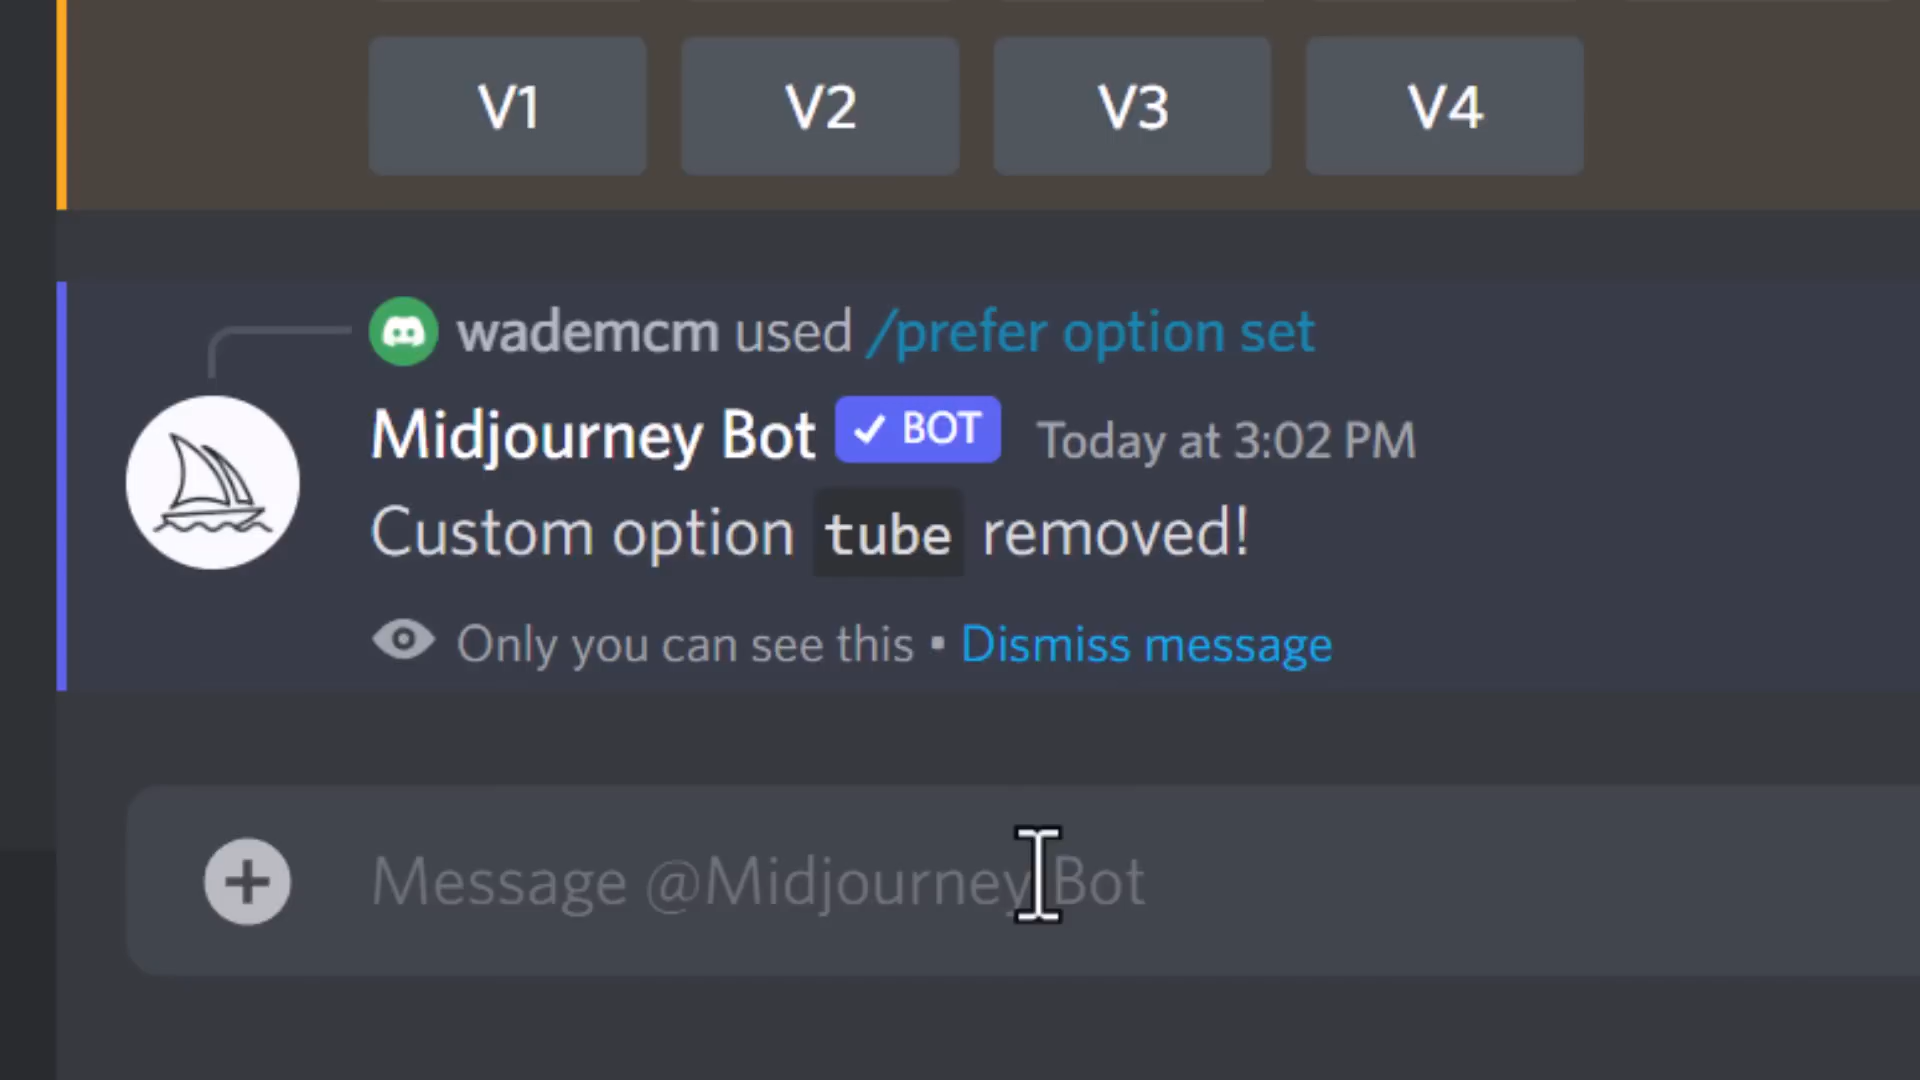 V1 V2 V3 V4
wademcm used /prefer option set
Midjourney Bot ✓ BOT Today at 3:02 PM
Custom option tube removed!
Only you can see this • Dismiss message
Message @Midjourney Bot